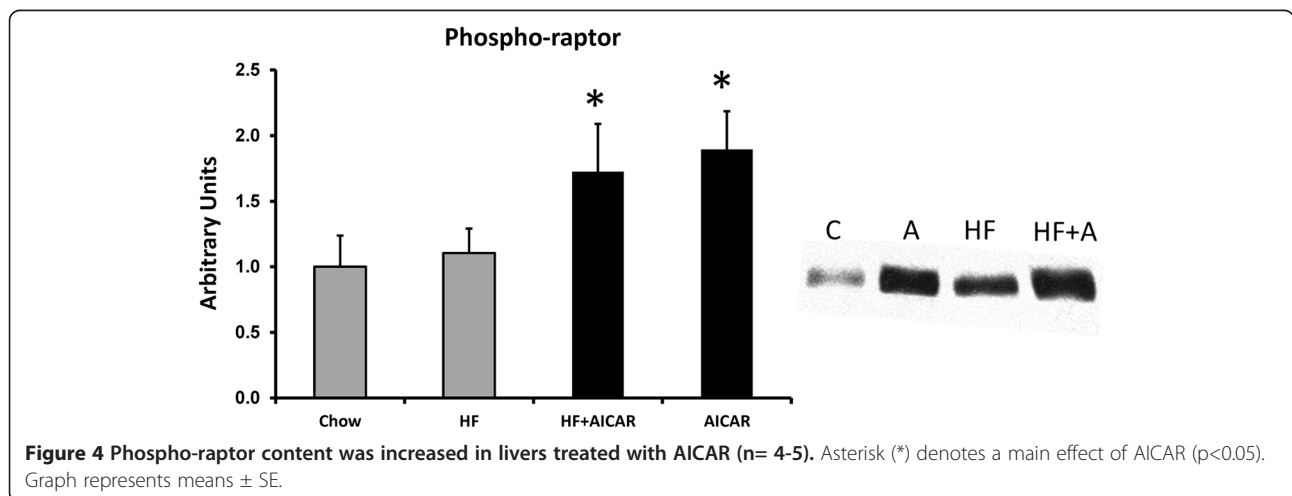 Phospho-raptor
Arbitrary Units
2.5
2.0
1.5
1.0
0.5
0.0
* *
Chow HF HF+AICAR AICAR
C A HF HF+A
Figure 4 Phospho-raptor content was increased in livers treated with AICAR (n= 4-5). Asterisk (*) denotes a main effect of AICAR (p<0.05).
Graph represents means ± SE.